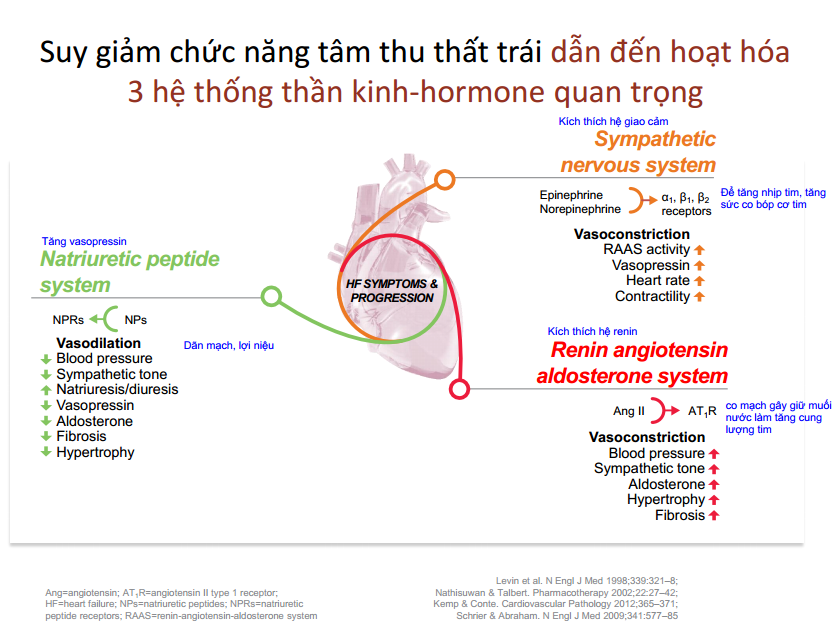 Suy giảm chức năng tâm thu thất trái dẫn đến hoạt hóa
3 hệ thống thần kinh-hormone quan trọng
Kích thích hệ giao cảm
Sympathetic
nervous system
Epinephrine
Norepinephrine
α1, β1, β2
receptors
Để tăng nhịp tim, tăng
sức co bóp cơ tim
Vasoconstriction
RAAS activity
Vasopressin
Heart rate
Contractility
Tăng vasopressin
Natriuretic peptide
system
NPRs
NPs
Vasodilation
Blood pressure
Sympathetic tone
Natriuresis/diuresis
Vasopressin
Aldosterone
Fibrosis
Hypertrophy
Dãn mạch, lợi niệu
HF SYMPTOMS &
PROGRESSION
Kích thích hệ renin
Renin angiotensin
aldosterone system
Ang II
AT1R
co mạch gây giữ muối
nước làm tăng cung
lượng tim
Vasoconstriction
Blood pressure
Sympathetic tone
Aldosterone
Hypertrophy
Fibrosis
Ang=angiotensin; AT1R=angiotensin II type 1 receptor;
HF=heart failure; NPs=natriuretic peptides; NPRs=natriuretic
peptide receptors; RAAS=renin-angiotensin-aldosterone system
Levin et al. N Engl J Med 1998;339:321–8;
Nathisuwan & Talbert. Pharmacotherapy 2002;22:27–42;
Kemp & Conte. Cardiovascular Pathology 2012;365–371;
Schrier & Abraham. N Engl J Med 2009;341:577–85